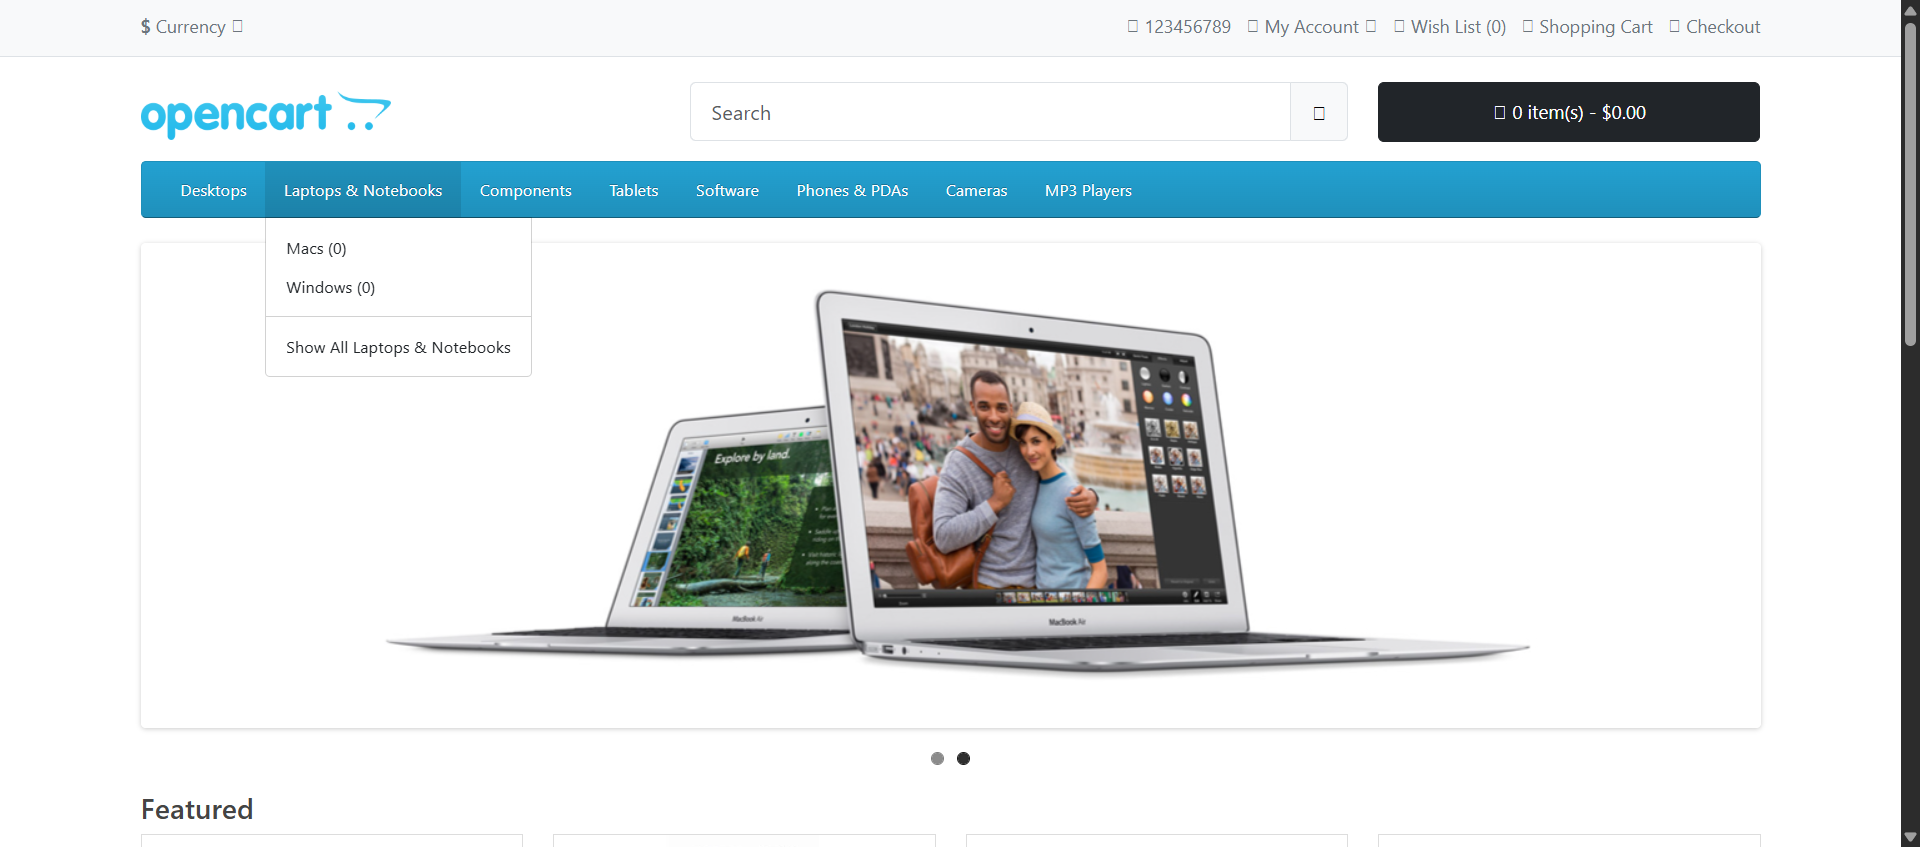 $ Currency
123456789 My Account Wish List (0) Shopping Cart Checkout
opencart
Search
0 item(s) - $0.00
Desktops Laptops & Notebooks Components Tablets Software Phones & PDAs Cameras MP3 Players
Macs (0)
Windows (0)
Show All Laptops & Notebooks
Explore by land.
MacBook Air
MacBook Air
Featured